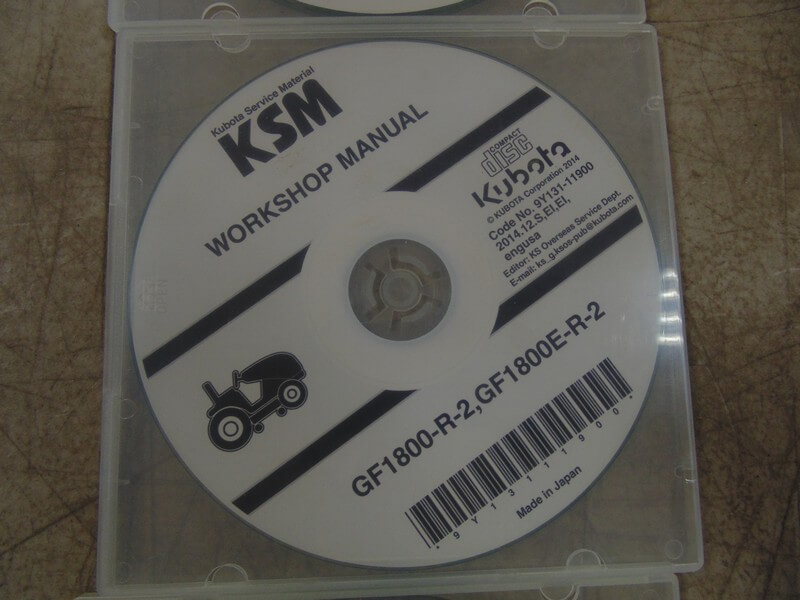 Kubota Service Material
KSM
WORKSHOP MANUAL
COMPACT
disc
Kubota
© KUBOTA Corporation 2014
Code No. 9Y131-11900
2014.12.S,EI,EI,
engusa
Editor: KS Overseas Service Dept.
E-mail: ks_g.ksos-pub@kubota.com
GF1800-R-2,GF1800E-R-2
*9Y13111900*
Made in Japan